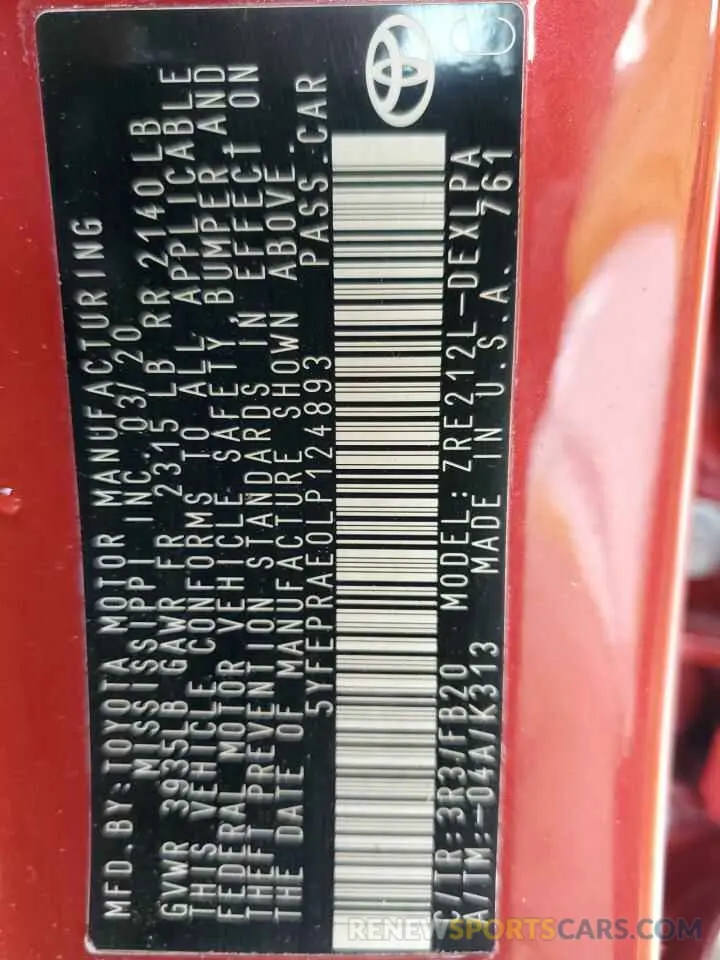 MFD.BY:TOYOTA MOTOR MANUFACTURING
MISSISSIPPI INC. 03/20
GVWR 3935LB GAWR FR 2315 LB RR 2140LB
THIS VEHICLE CONFORMS TO ALL APPLICABLE
FEDERAL MOTOR VEHICLE SAFETY, BUMPER AND
THEFT PREVENTION STANDARDS IN EFFECT ON
THE DATE OF MANUFACTURE SHOWN ABOVE.
5YFEPRAE0LP124893 PASS.CAR
C/TR:3R3/FB20 MODEL:ZRE212L-DEXLPA
A/TM:-04A/K313 MADE IN U.S.A. 761
RENEWSPORTSCARS.COM